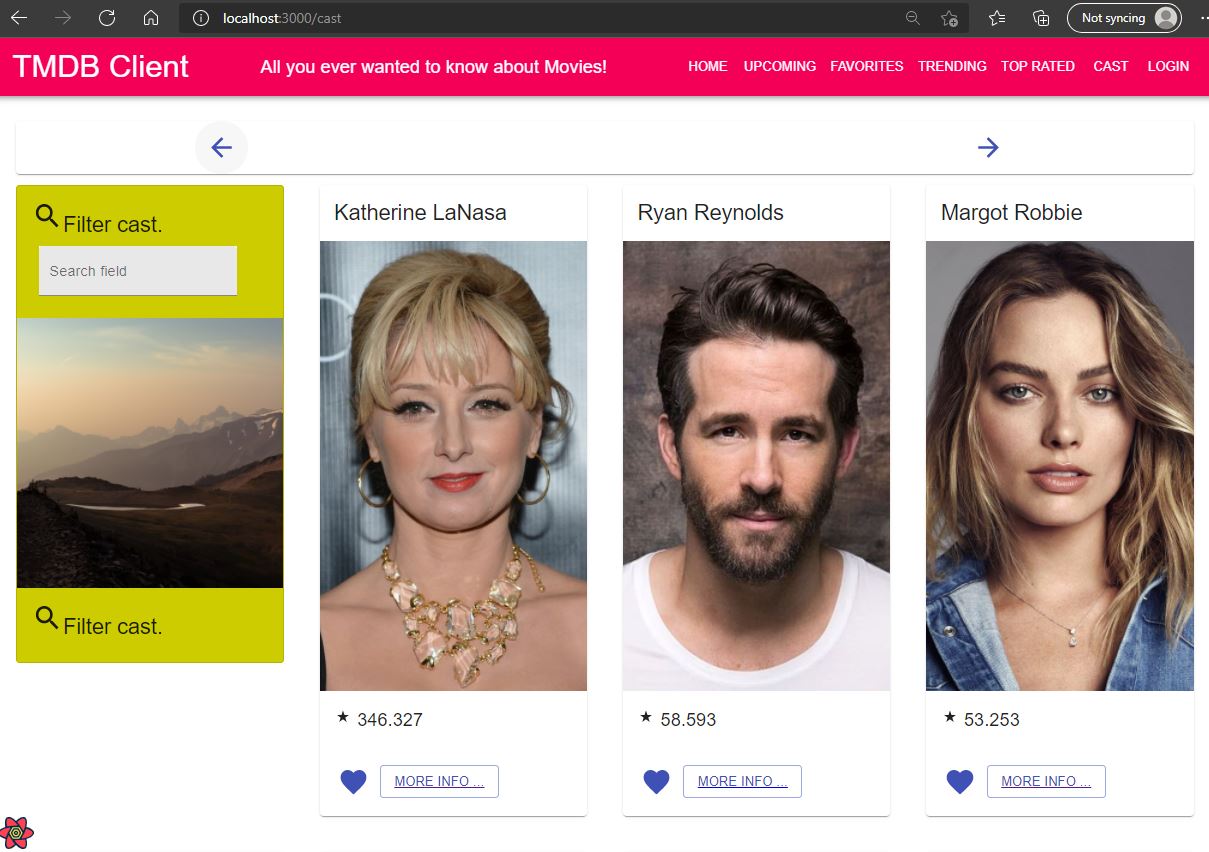 localhost:3000/cast
Not syncing
TMDB Client
All you ever wanted to know about Movies!
HOME
UPCOMING
FAVORITES
TRENDING
TOP RATED
CAST
LOGIN
Filter cast.
Search field
Filter cast.
Katherine LaNasa
346.327
MORE INFO ...
Ryan Reynolds
58.593
MORE INFO ...
Margot Robbie
53.253
MORE INFO ...